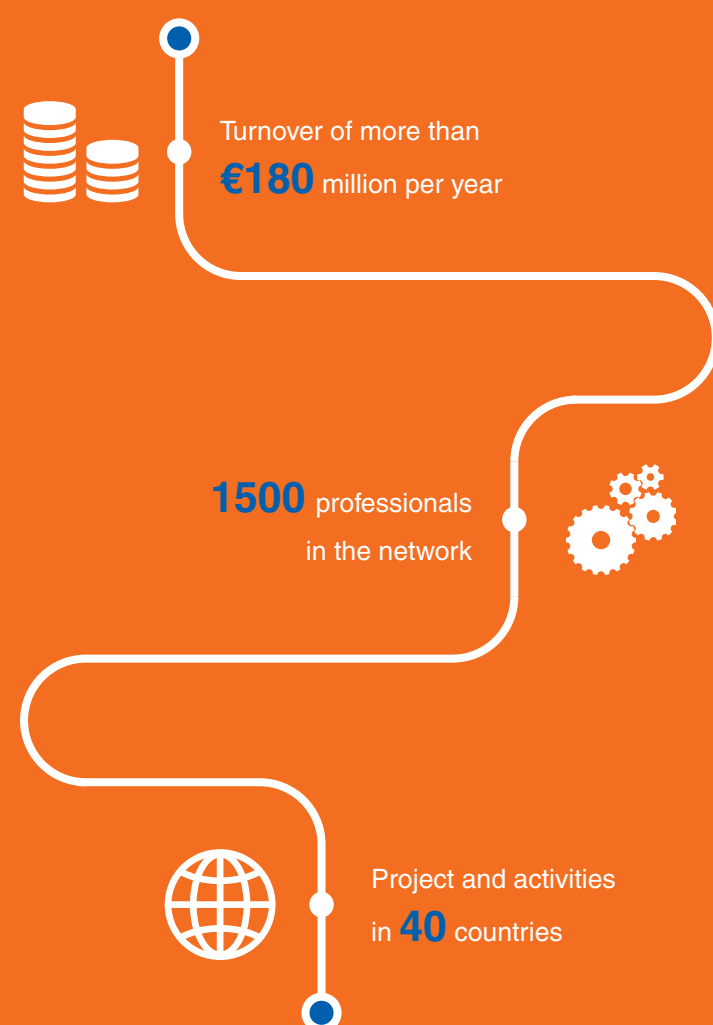 Turnover of more than
€180 million per year
1500 professionals
in the network
Project and activities
in 40 countries